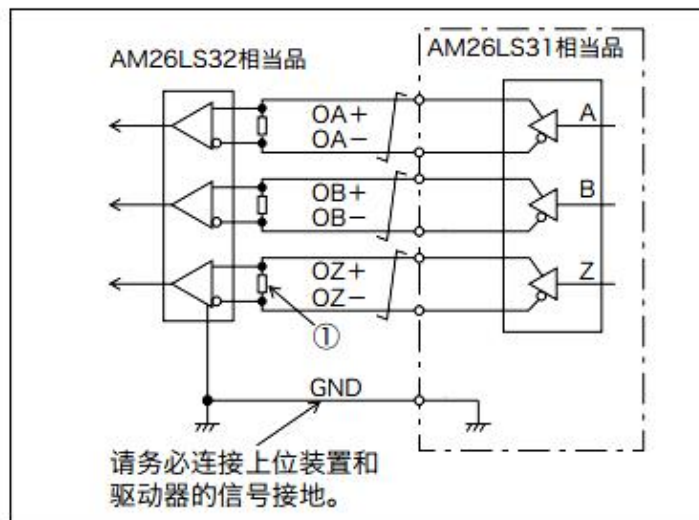 AM26LS32相当品
AM26LS31相当品
OA+
OA−
A
OB+
OB−
B
OZ+
OZ−
Z
①
GND
请务必连接上位装置和
驱动器的信号接地。